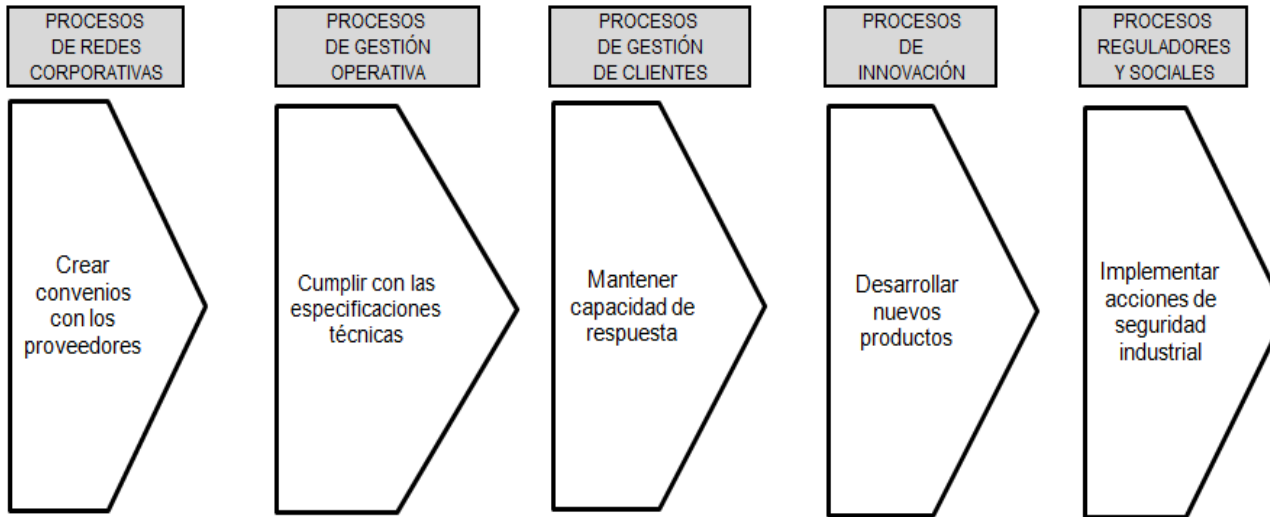 PROCESOS
DE REDES
CORPORATIVAS
PROCESOS
DE GESTIÓN
OPERATIVA
PROCESOS
DE GESTIÓN
DE CLIENTES
PROCESOS
DE
INNOVACIÓN
PROCESOS
REGULADORES
Y SOCIALES
Crear
convenios
con los
proveedores
Cumplir con las
especificaciones
técnicas
Mantener
capacidad de
respuesta
Desarrollar
nuevos
productos
Implementar
acciones de
seguridad
industrial